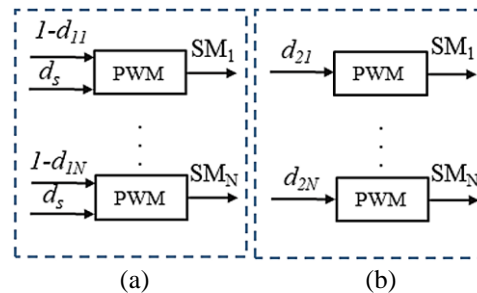 1-d11
SM1
ds
PWM
.
.
.
1-d1N
SMN
ds
PWM
(a)
SM1
d21
PWM
.
.
.
SMN
d2N
PWM
(b)